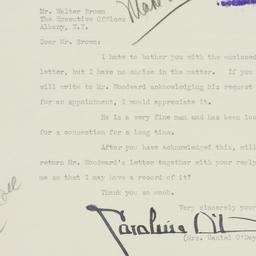 Mr. Walter Brown
The Executive Offices
Albany, N.Y.
Dear Mr. Brown:
I hate to bother you with the enclosed
letter, but I have no choice in the matter. If you
will write to Mr. Woodward acknowledging his request
for an appointment, I would appreciate it.
He is a very fine man and has been loo
for a connection for a long time.
After you have acknowledged this, will
return Mr. Woodward's letter together with your reply
me so that I may have a record of it?
Thank you so much.
Very sincerely your
Caroline O'D
(Mrs. Daniel O'Day